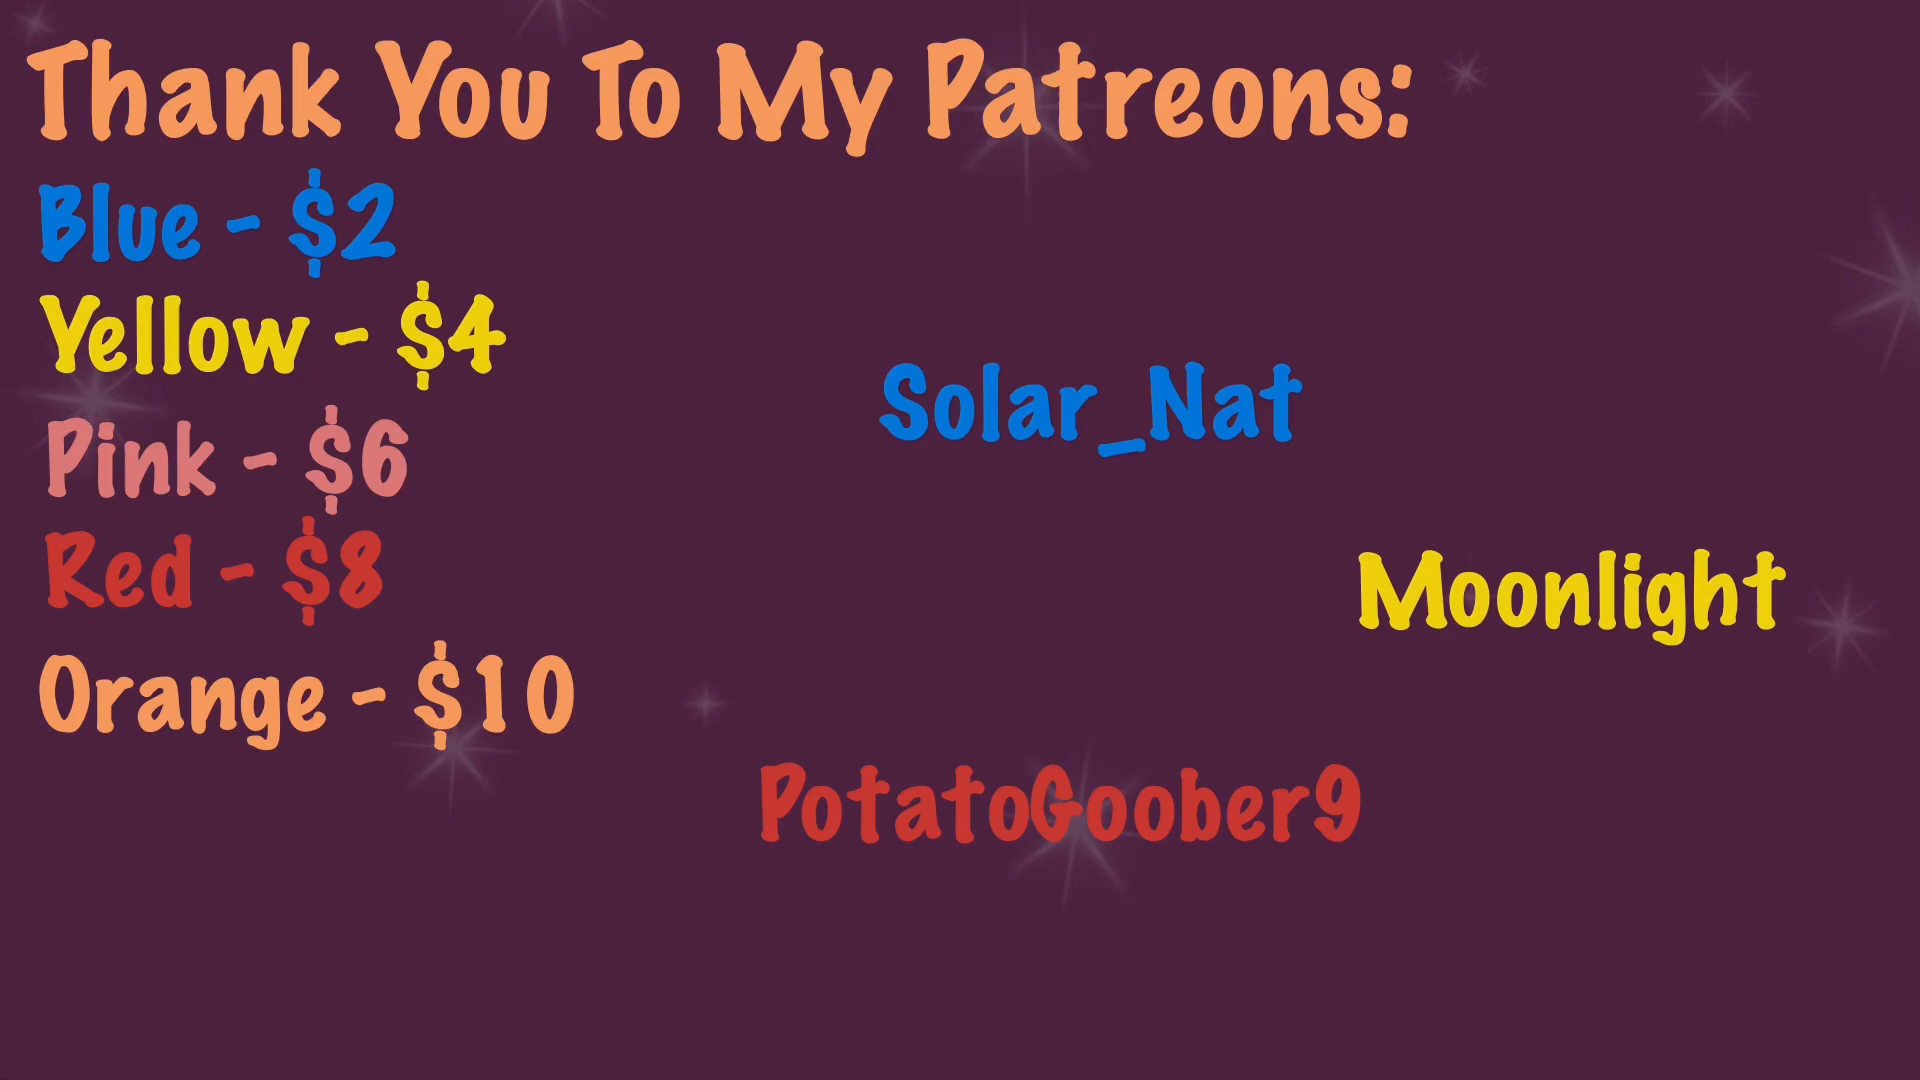 Thank You To My Patreons:
Blue - $2
Yellow - $4
Pink - $6
Red - $8
Orange - $10
Solar_Nat
Moonlight
PotatoGoober9